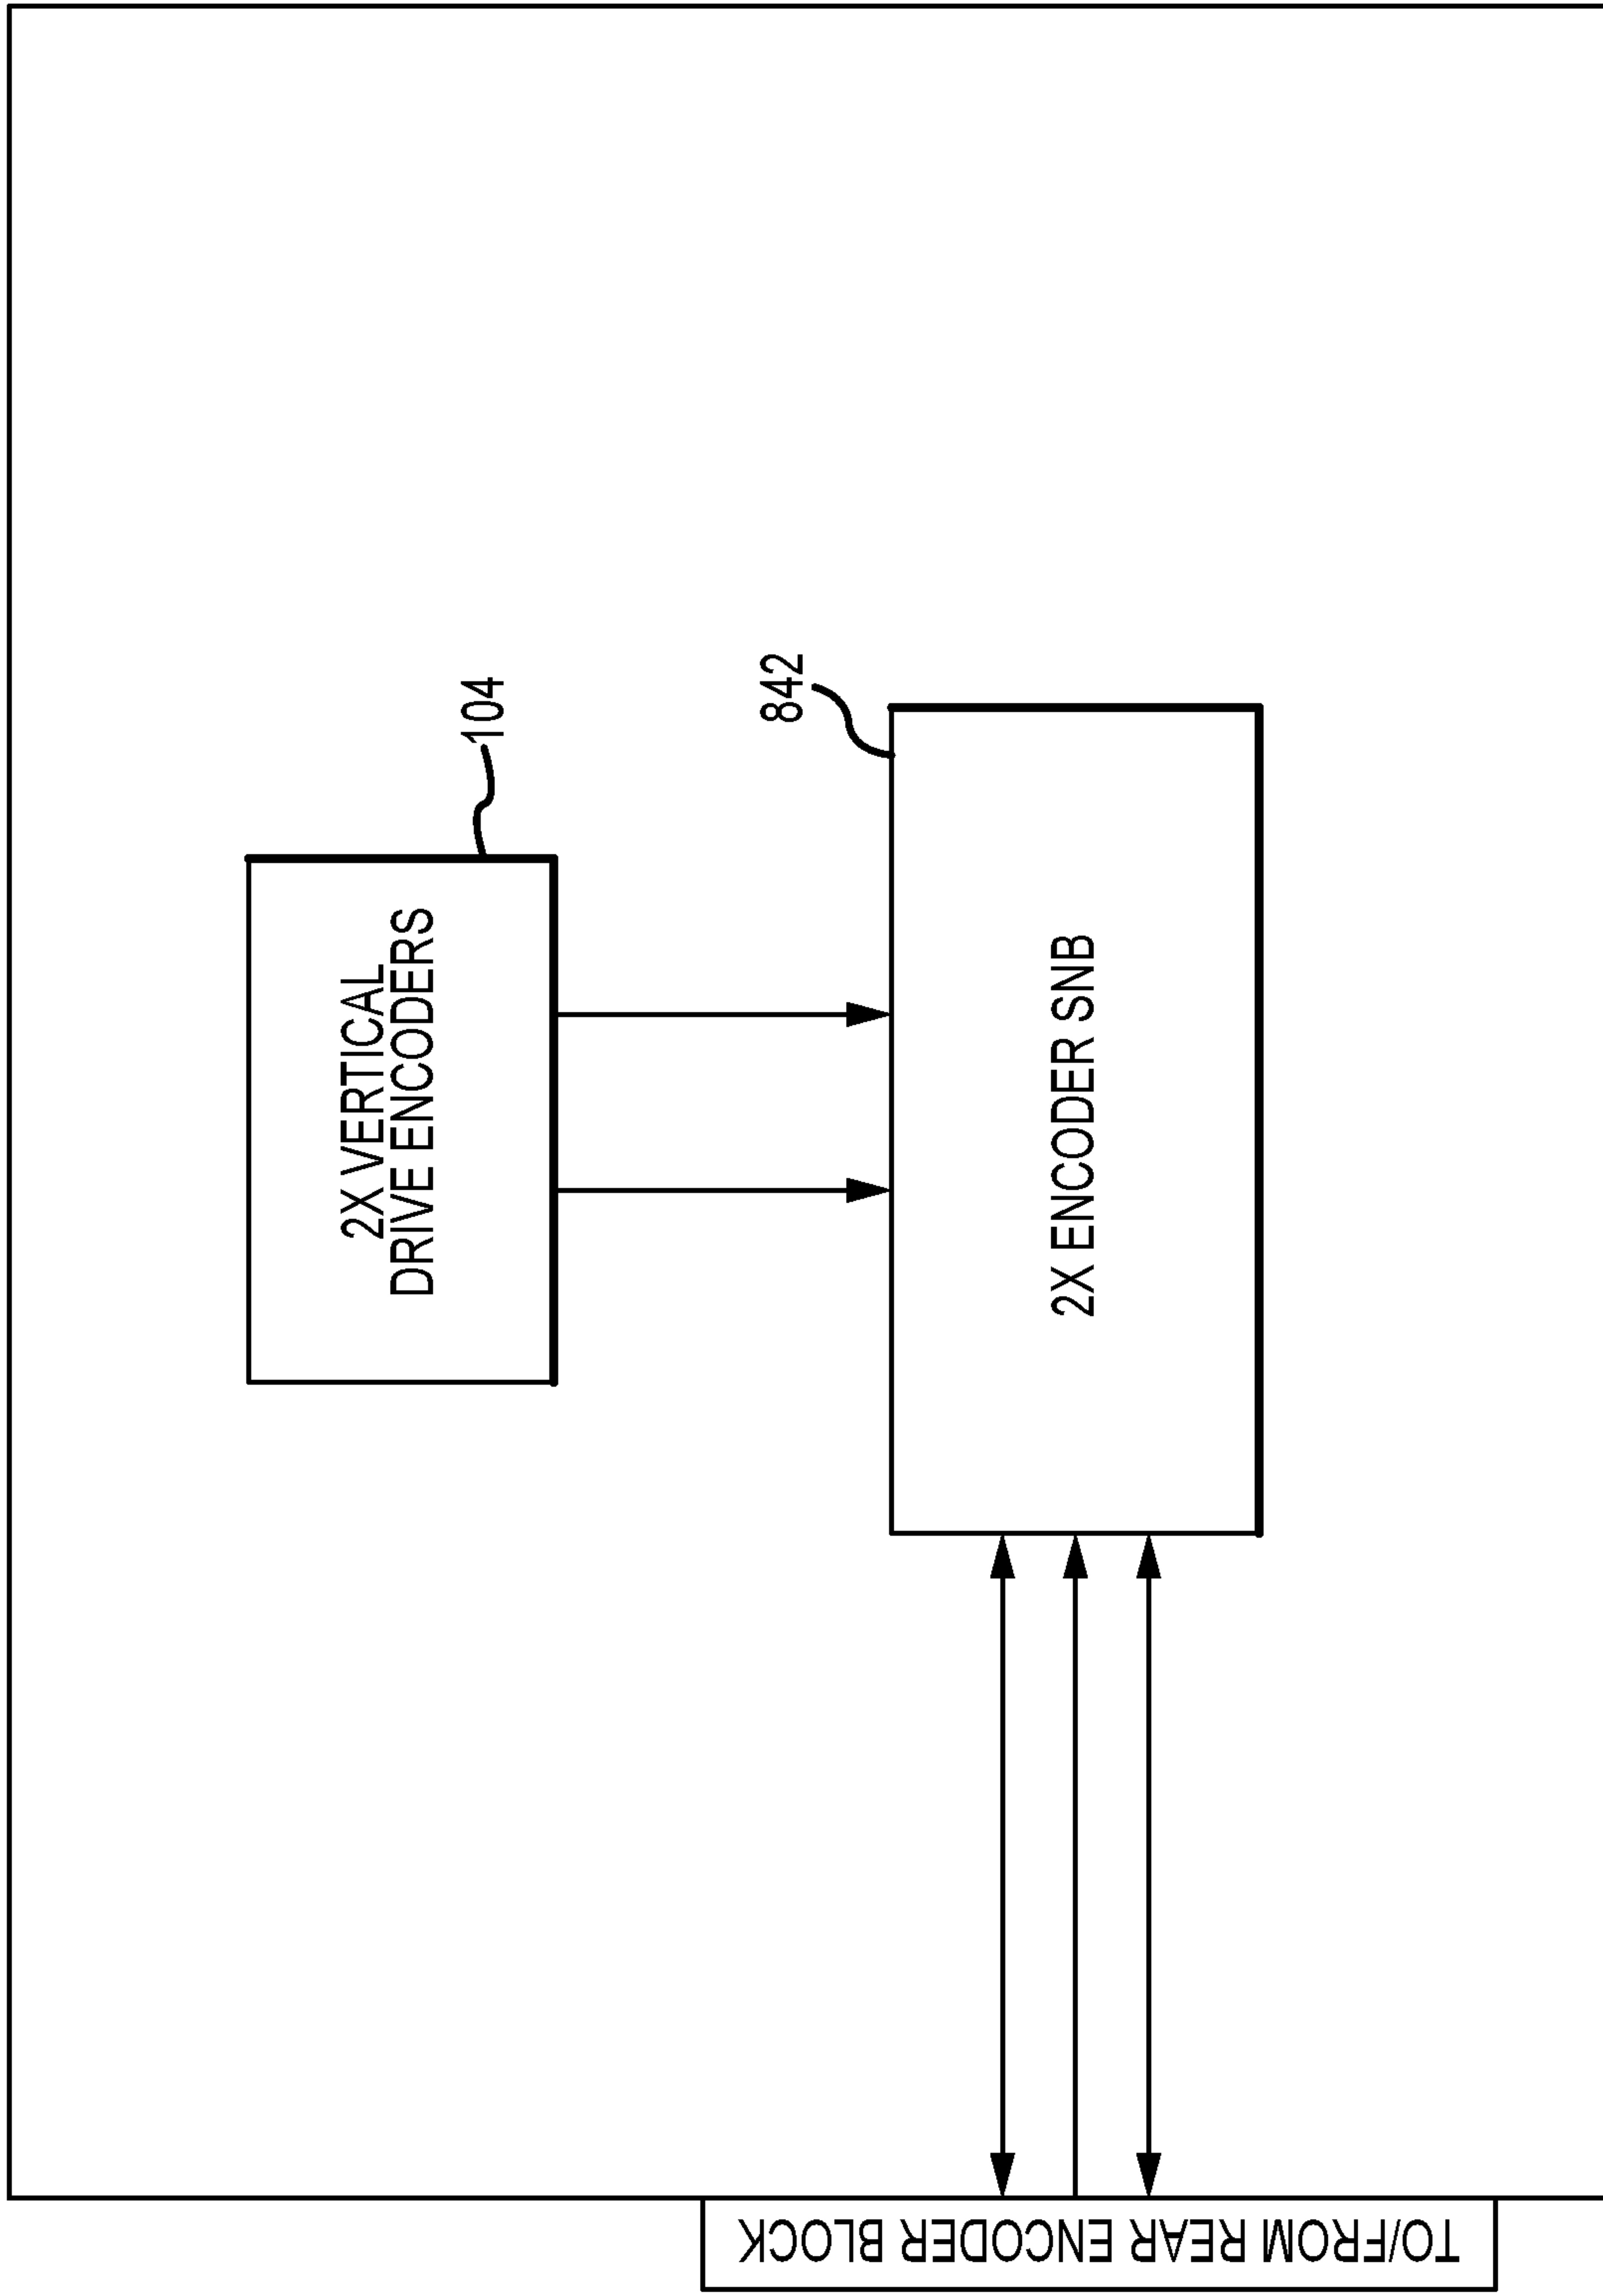 2X VERTICAL
DRIVE ENCODERS
104
842
2X ENCODER SNB
TO/FROM REAR ENCODER BLOCK